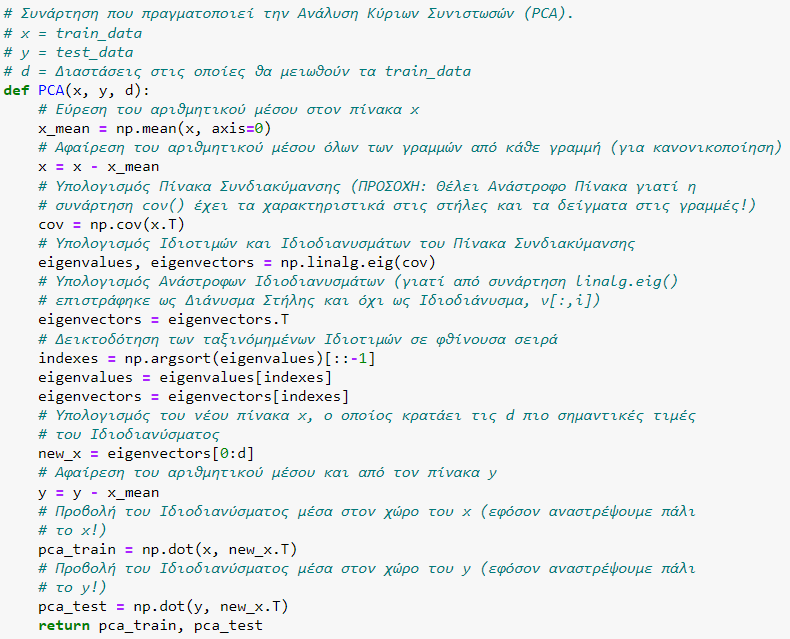 # Συνάρτηση που πραγματοποιεί την Ανάλυση Κύριων Συνιστωσών (PCA).
# x = train_data
# y = test_data
# d = Διαστάσεις στις οποίες θα μειωθούν τα train_data
def PCA(x, y, d):
    # Εύρεση του αριθμητικού μέσου στον πίνακα x
    x_mean = np.mean(x, axis=0)
    # Αφαίρεση του αριθμητικού μέσου όλων των γραμμών από κάθε γραμμή (για κανονικοποίηση)
    x = x - x_mean
    # Υπολογισμός Πίνακα Συνδιακύμανσης (ΠΡΟΣΟΧΗ: Θέλει Ανάστροφο Πίνακα γιατί η
    # συνάρτηση cov() έχει τα χαρακτηριστικά στις στήλες και τα δείγματα στις γραμμές!)
    cov = np.cov(x.T)
    # Υπολογισμός Ιδιοτιμών και Ιδιοδιανυσμάτων του Πίνακα Συνδιακύμανσης
    eigenvalues, eigenvectors = np.linalg.eig(cov)
    # Υπολογισμός Ανάστροφων Ιδιοδιανυσμάτων (γιατί από συνάρτηση linalg.eig()
    # επιστράφηκε ως Διάνυσμα Στήλης και όχι ως Ιδιοδιάνυσμα, v[:,i])
    eigenvectors = eigenvectors.T
    # Δεικτοδότηση των ταξινόμημένων Ιδιοτιμών σε φθίνουσα σειρά
    indexes = np.argsort(eigenvalues)[::-1]
    eigenvalues = eigenvalues[indexes]
    eigenvectors = eigenvectors[indexes]
    # Υπολογισμός του νέου πίνακα x, ο οποίος κρατάει τις d πιο σημαντικές τιμές
    # του Ιδιοδιανύσματος
    new_x = eigenvectors[0:d]
    # Αφαίρεση του αριθμητικού μέσου και από τον πίνακα y
    y = y - x_mean
    # Προβολή του Ιδιοδιανύσματος μέσα στον χώρο του x (εφόσον αναστρέψουμε πάλι
    # το x!)
    pca_train = np.dot(x, new_x.T)
    # Προβολή του Ιδιοδιανύσματος μέσα στον χώρο του y (εφόσον αναστρέψουμε πάλι
    # το y!)
    pca_test = np.dot(y, new_x.T)
    return pca_train, pca_test